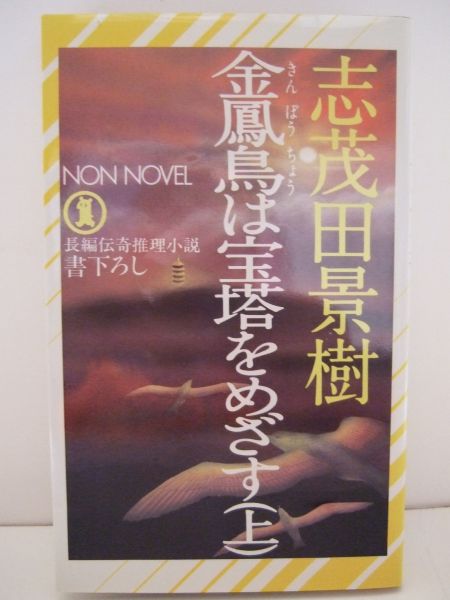 志茂田景樹
金鳳鳥は宝塔をめざす(上)
きんぽうちょう
NON NOVEL
長編伝奇推理小説
書下ろし